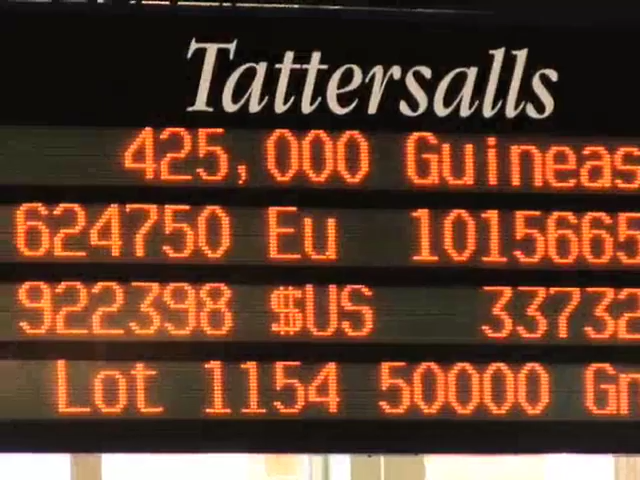 Tattersalls
425,000 Guineas
624750 Eu 1015665
922398 $US 33732
Lot 1154 50000 Gn